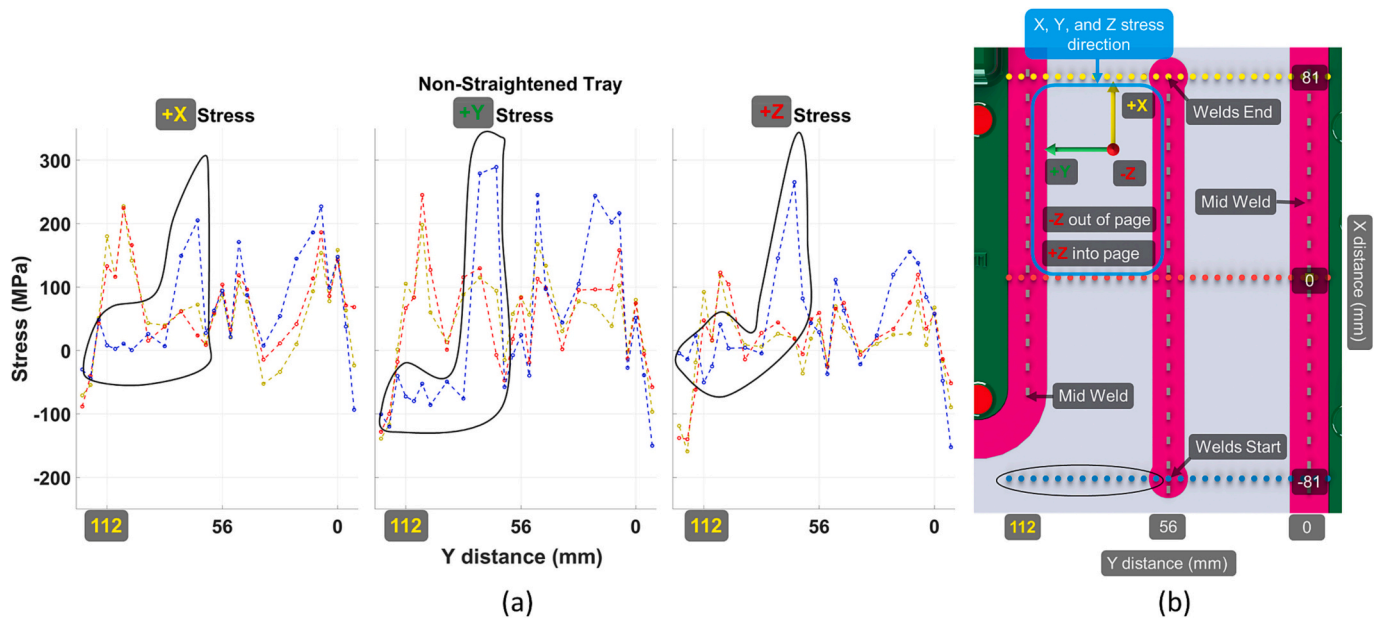 Non-Straightened Tray
+X Stress
+Y Stress
+Z Stress
Stress (MPa)
300
200
100
0
-100
-200
112
56
0
112
56
0
112
56
0
Y distance (mm)
(a)
X, Y, and Z stress
direction
81
+X
Welds End
+Y
-Z
Mid Weld
-Z out of page
+Z into page
X distance (mm)
0
Mid Weld
Welds Start
-81
112
56
0
Y distance (mm)
(b)